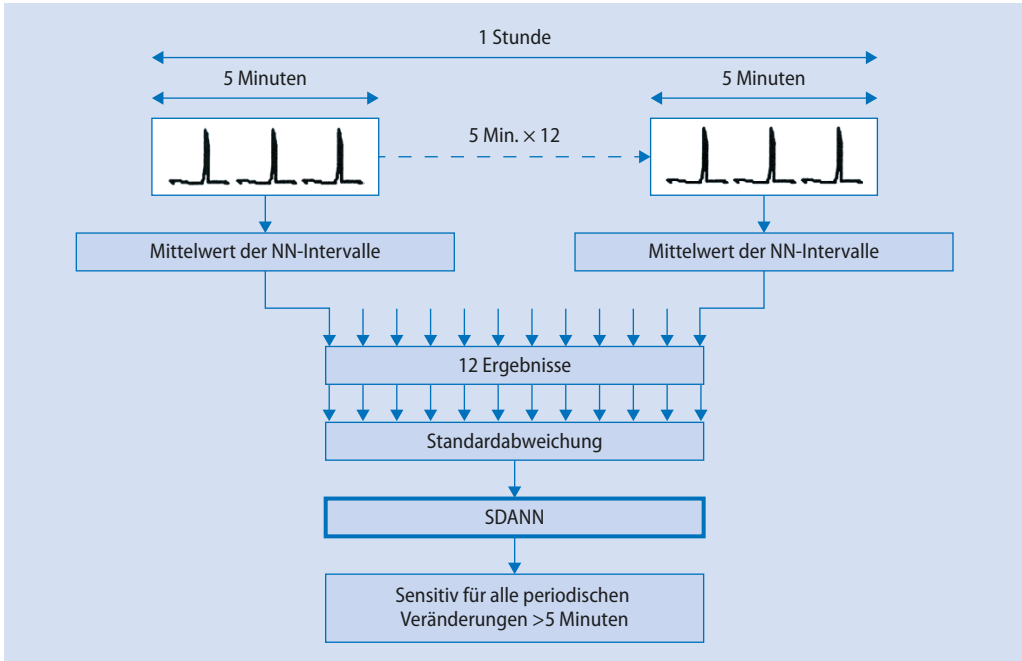 1 Stunde
5 Minuten
5 Minuten
5 Min. × 12
Mittelwert der NN-Intervalle
Mittelwert der NN-Intervalle
12 Ergebnisse
Standardabweichung
SDANN
Sensitiv für alle periodischen
Veränderungen >5 Minuten